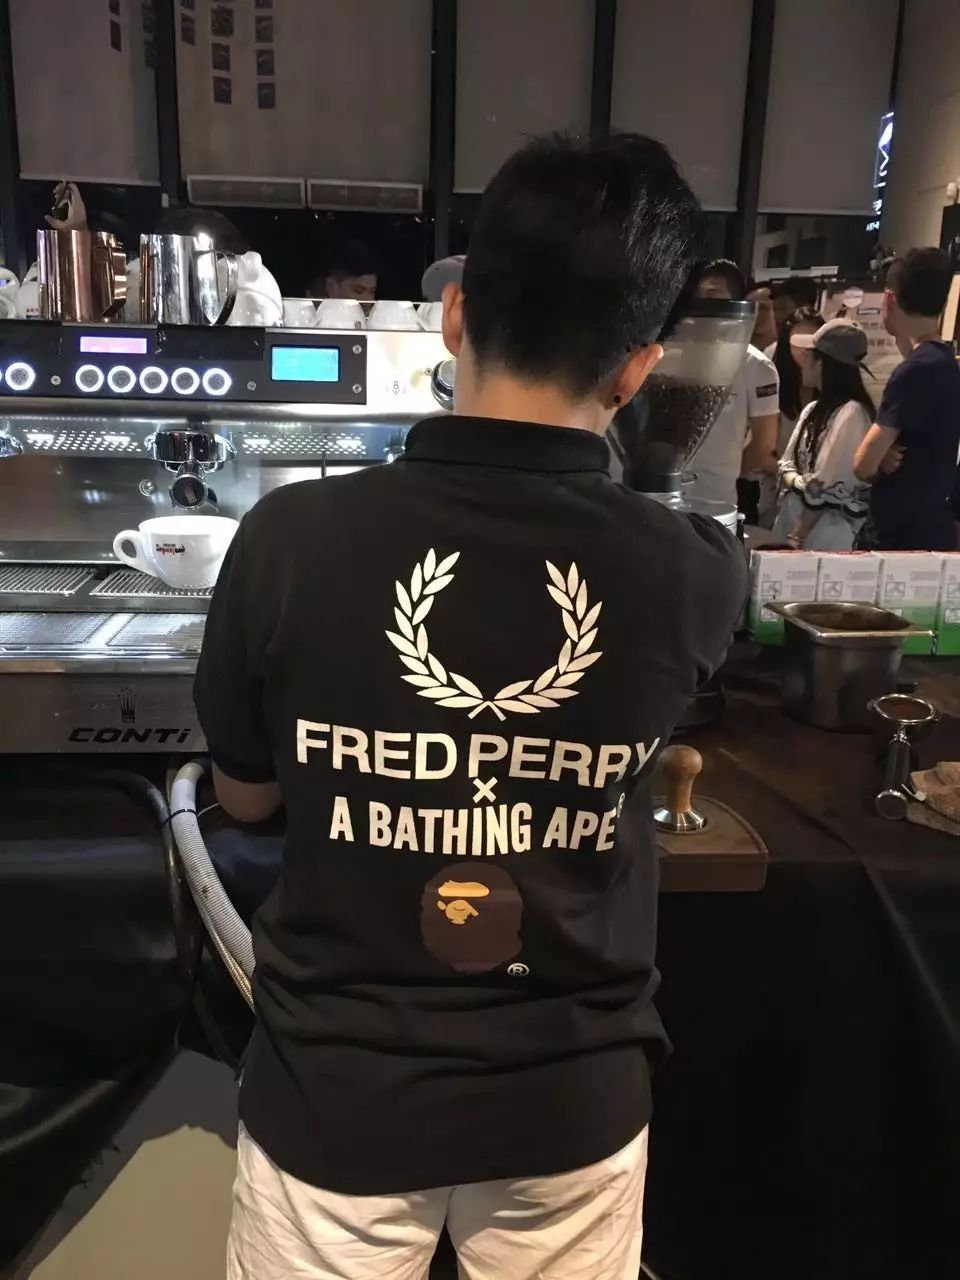 CONTi
FRED PERRY
×
A BATHING APE®
®